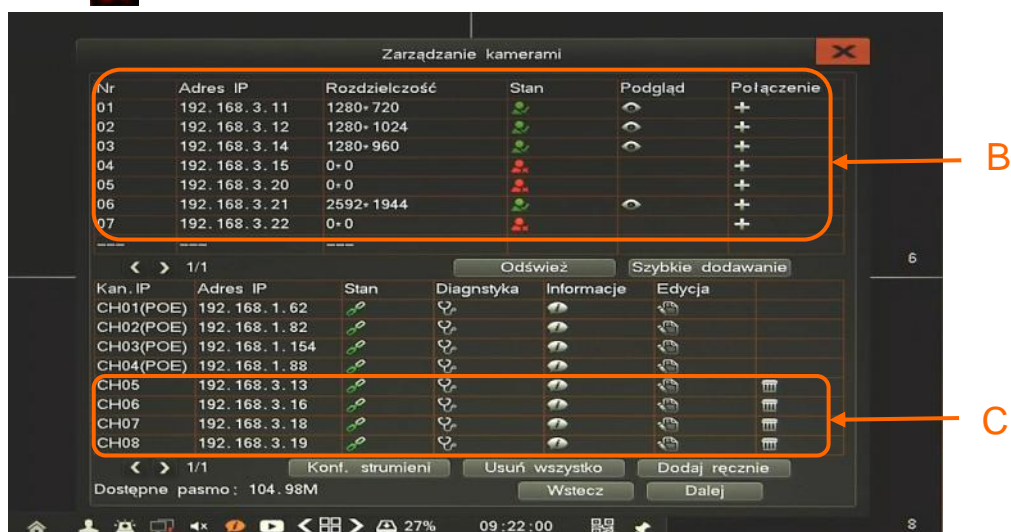 Zarządzanie kamerami
Nr Adres IP Rozdzielczość Stan Podgląd Połączenie
01 192.168.3.11 1280*720
02 192.168.3.12 1280*1024
03 192.168.3.14 1280*960
04 192.168.3.15 0*0
05 192.168.3.20 0*0
06 192.168.3.21 2592*1944
07 192.168.3.22 0*0
--- --- ---
B
< > 1/1 Odśwież Szybkie dodawanie
6
Kan.IP Adres IP Stan Diagnstyka Informacje Edycja
CH01(POE) 192.168.1.62
CH02(POE) 192.168.1.82
CH03(POE) 192.168.1.154
CH04(POE) 192.168.1.88
CH05 192.168.3.13
CH06 192.168.3.16
CH07 192.168.3.18
CH08 192.168.3.19
C
< > 1/1 Konf. strumieni Usuń wszystko Dodaj ręcznie
Dostępne pasmo: 104.98M Wstecz Dalej
27% 09:22:00 8